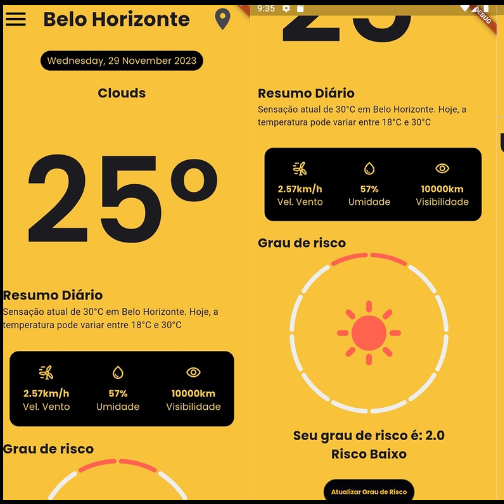 Belo Horizonte
Wednesday, 29 November 2023
Clouds
25º
Resumo Diário
Sensação atual de 30°C em Belo Horizonte. Hoje, a
temperatura pode variar entre 18°C e 30°C
2.57km/h 57% 10000km
Vel. Vento Umidade Visibilidade
Grau de risco
9:35
DEBUG
25
Resumo Diário
Sensação atual de 30°C em Belo Horizonte. Hoje, a
temperatura pode variar entre 18°C e 30°C
2.57km/h 57% 10000km
Vel. Vento Umidade Visibilidade
Grau de risco
Seu grau de risco é: 2.0
Risco Baixo
Atualizar Grau de Risco